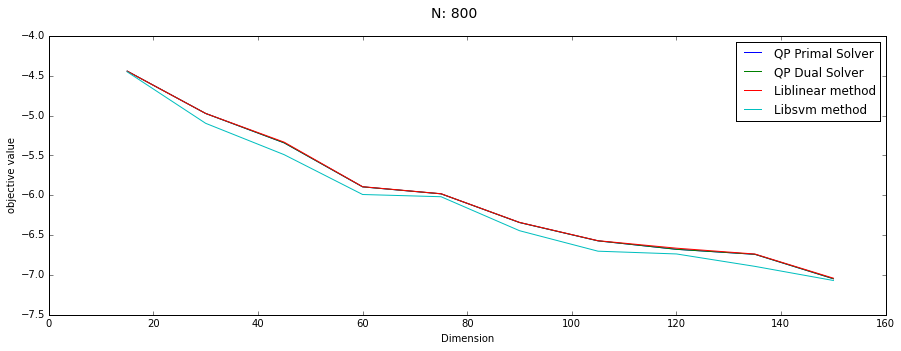 N: 800
−4.0
−4.5
−5.0
−5.5
−6.0
−6.5
−7.0
−7.5
objective value
QP Primal Solver
QP Dual Solver
Liblinear method
Libsvm method
0 20 40 60 80 100 120 140 160
Dimension